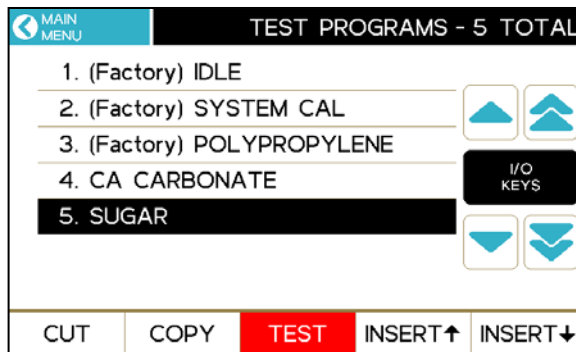 MAIN
MENU
TEST PROGRAMS - 5 TOTAL
1. (Factory) IDLE
2. (Factory) SYSTEM CAL
3. (Factory) POLYPROPYLENE
4. CA CARBONATE
5. SUGAR
I/O
KEYS
CUT COPY TEST INSERT↑ INSERT↓